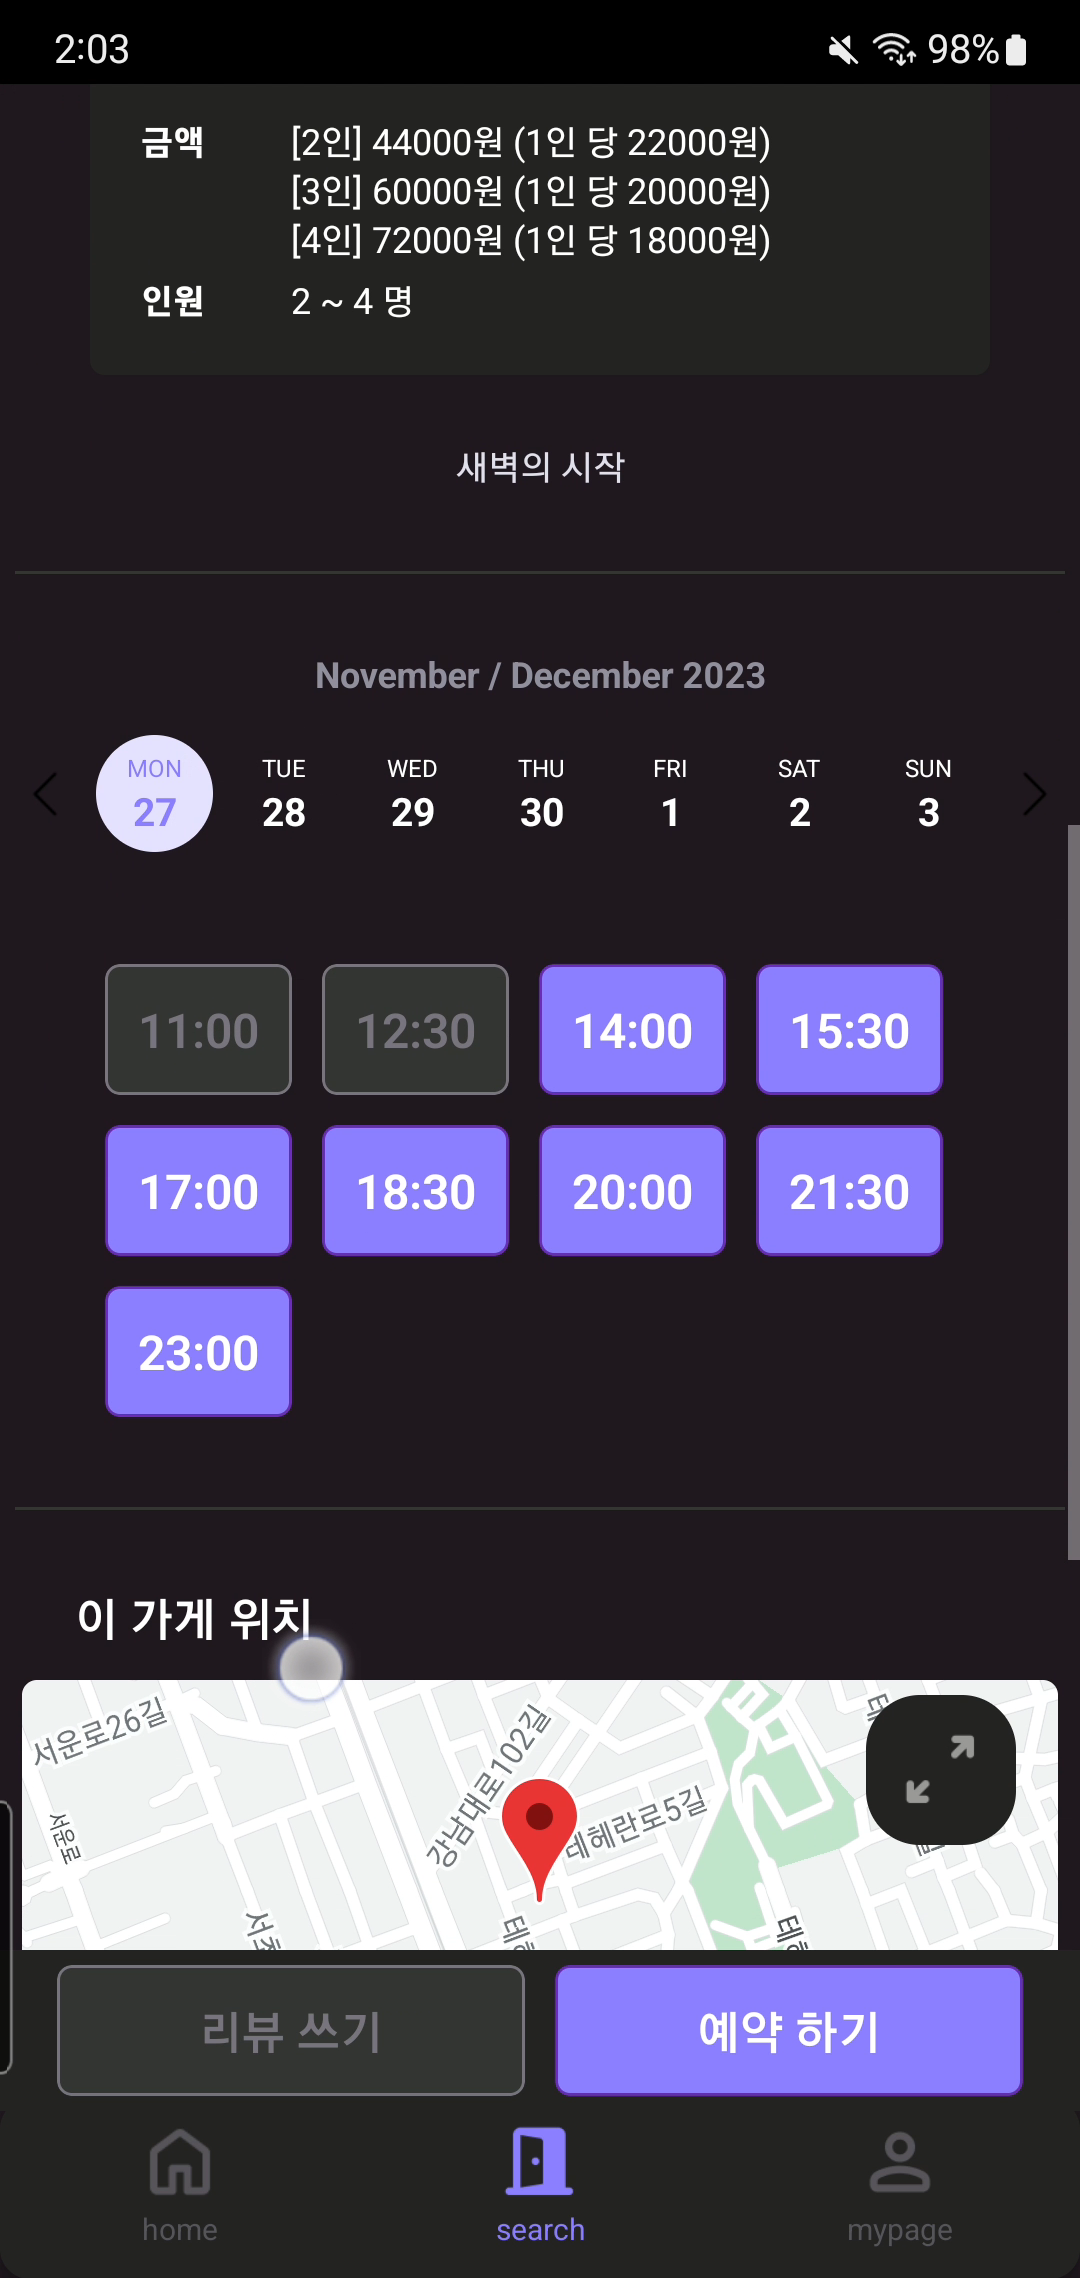 2:03 98%
금액 [2인] 44000원 (1인 당 22000원)
[3인] 60000원 (1인 당 20000원)
[4인] 72000원 (1인 당 18000원)
인원 2 ~ 4 명
새벽의 시작
November / December 2023
MON TUE WED THU FRI SAT SUN
27 28 29 30 1 2 3
11:00 12:30 14:00 15:30
17:00 18:30 20:00 21:30
23:00
이 가게 위치
서운로26길
강남대로102길
테헤란로5길
서운로
리뷰 쓰기 예약 하기
home search mypage